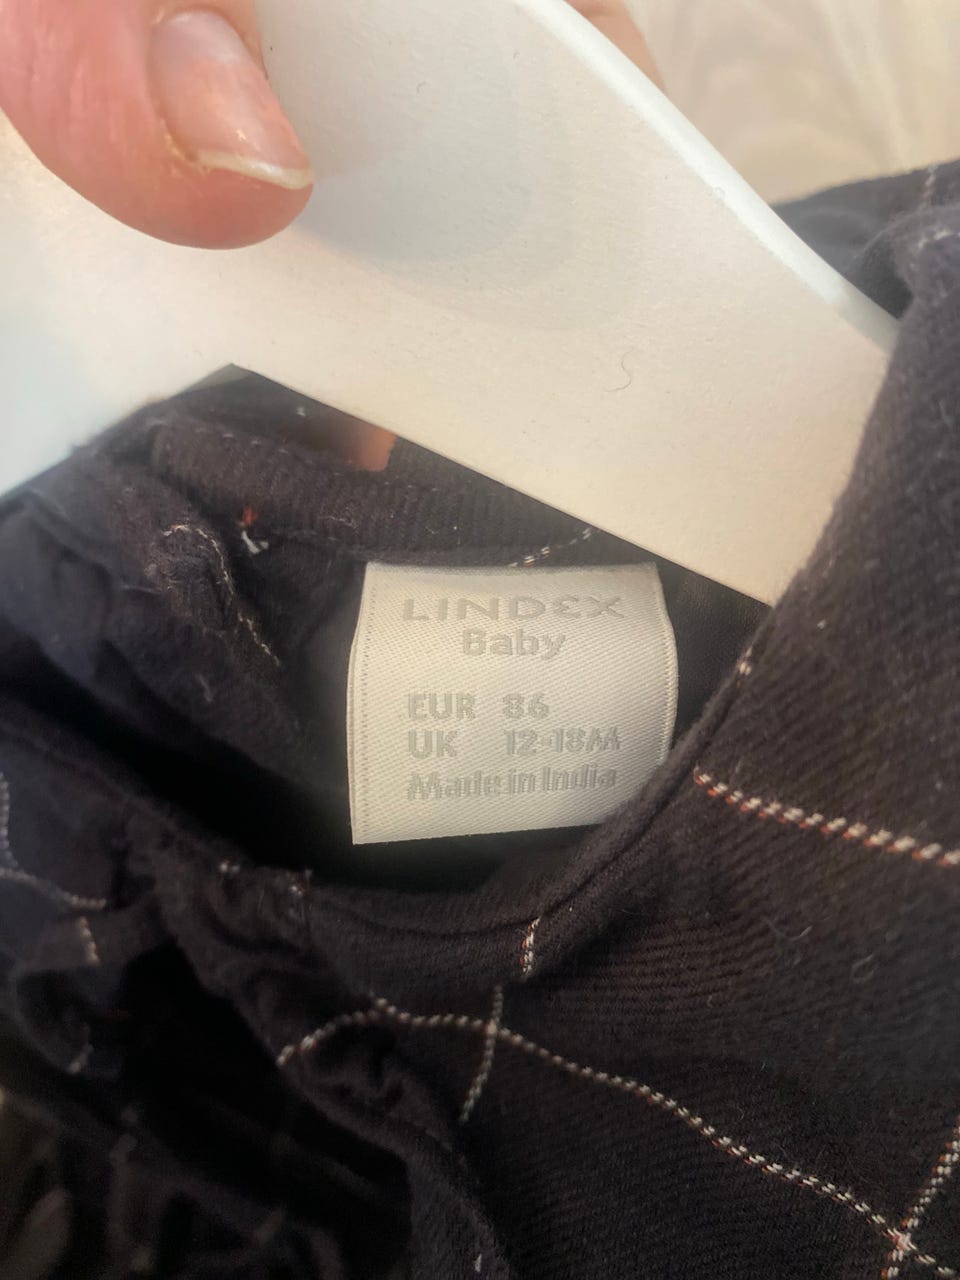 LINDEX
Baby
EUR 86
UK 12-18M
Made in India